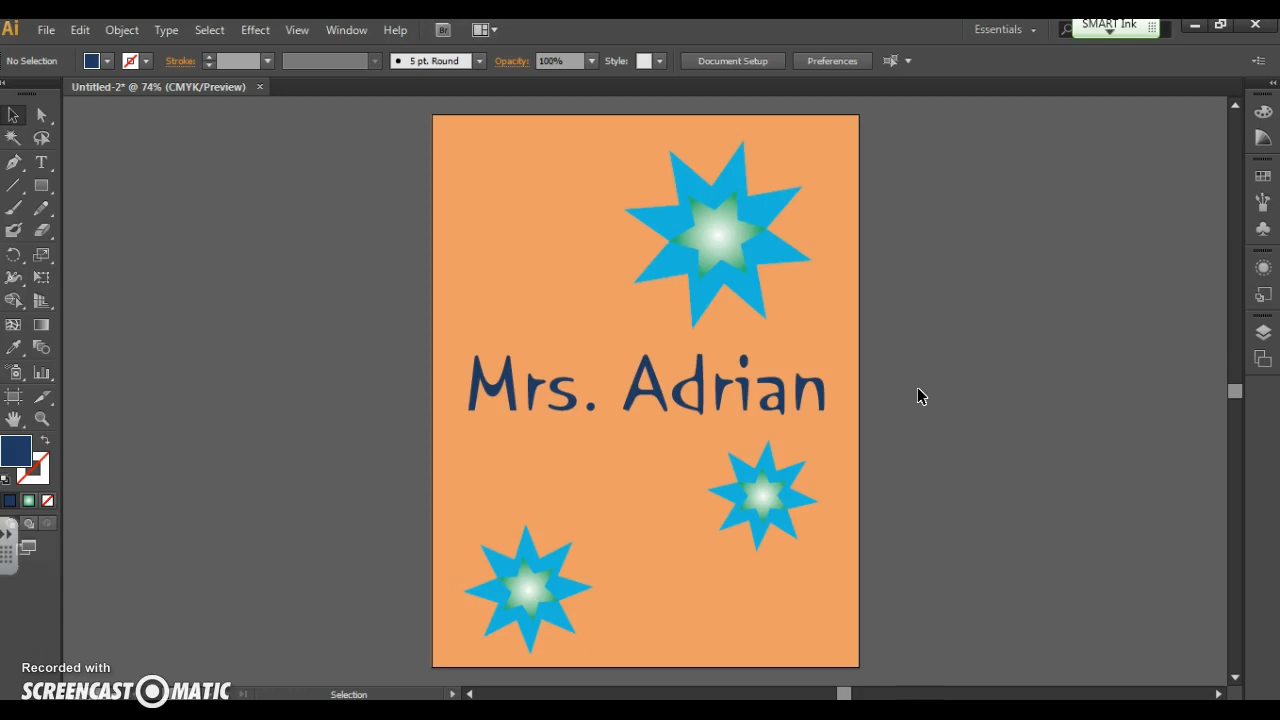 Ai File Edit Object Type Select Effect View Window Help Br Essentials SMART Ink
No Selection Stroke: 5 pt. Round Opacity: 100% Style: Document Setup Preferences
Untitled-2* @ 74% (CMYK/Preview)
T
Mrs. Adrian
Recorded with
SCREENCAST MATIC
Selection